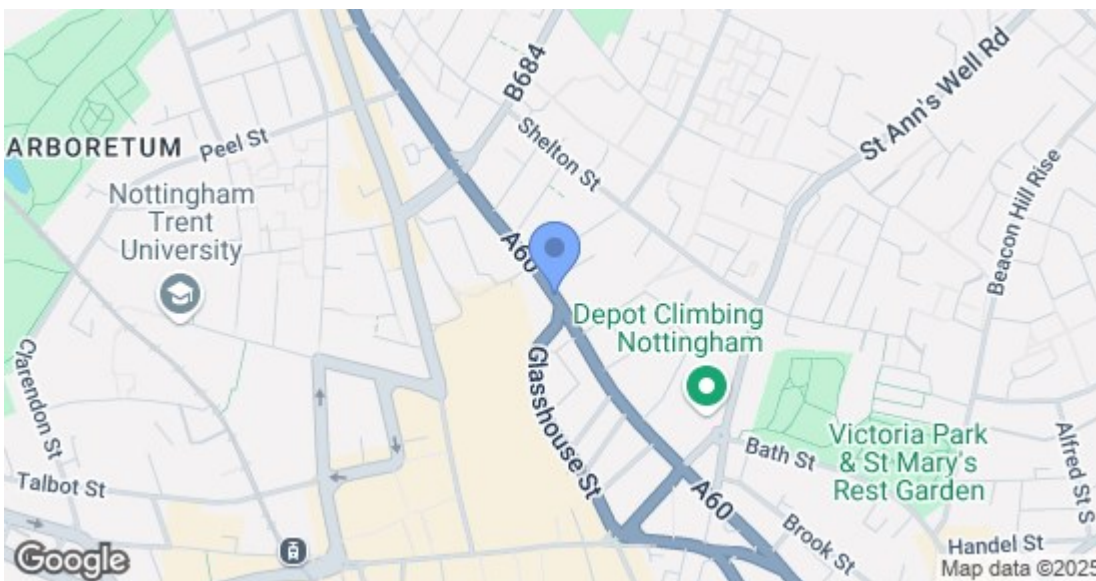 B684
St Ann's Well Rd
Shelton St
Peel St
ARBORETUM
Nottingham
Trent
University
Beacon Hill Rise
A60
Depot Climbing
Nottingham
Glasshouse St
Clarendon St
Talbot St
Bath St
Victoria Park
& St Mary's
Rest Garden
Alfred St S
A60
Brook St
Handel St
Google
Map data ©2025